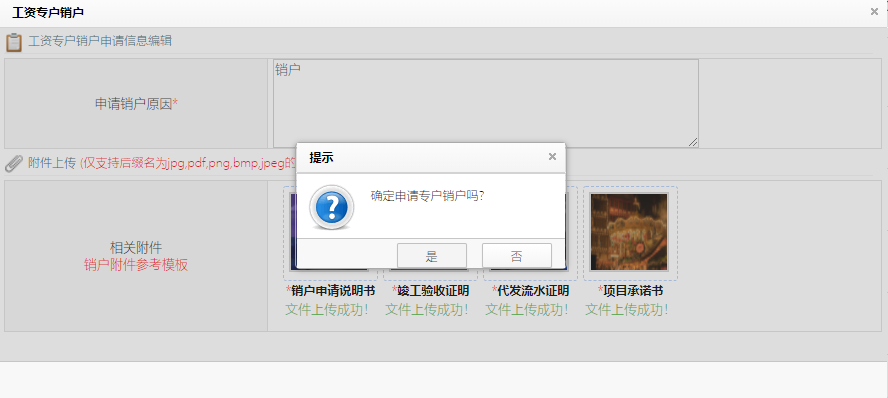 工资专户销户
工资专户销户申请信息编辑
申请销户原因*
销户
附件上传 (仅支持后缀名为jpg,pdf,png,bmp,jpeg的
提示
确定申请专户销户吗?
是 否
相关附件
销户附件参考模板
*销户申请说明书 *竣工验收证明 *代发流水证明 *项目承诺书
文件上传成功! 文件上传成功! 文件上传成功! 文件上传成功!